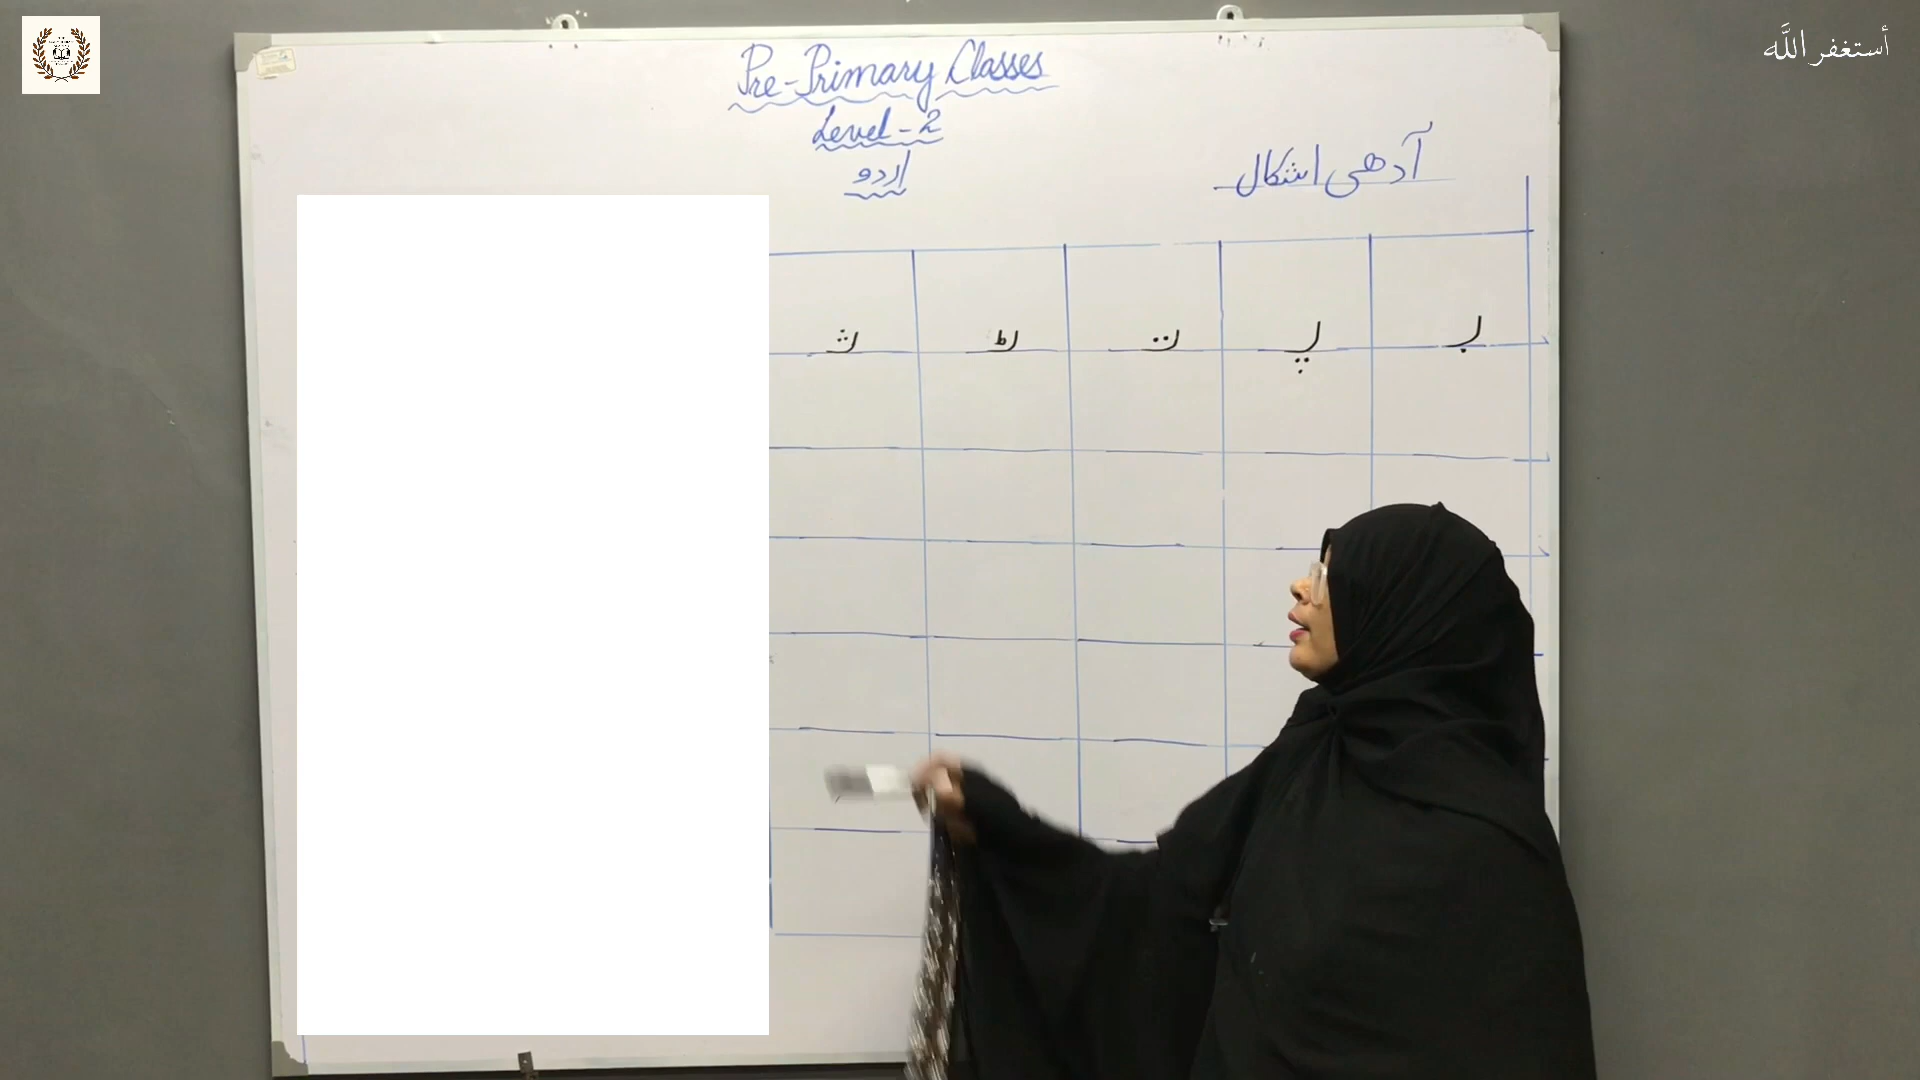 أستغفر الله
Pre-Primary Classes
Level-2
اردو
آدھی اشکال
ب پ ت ٹ ث